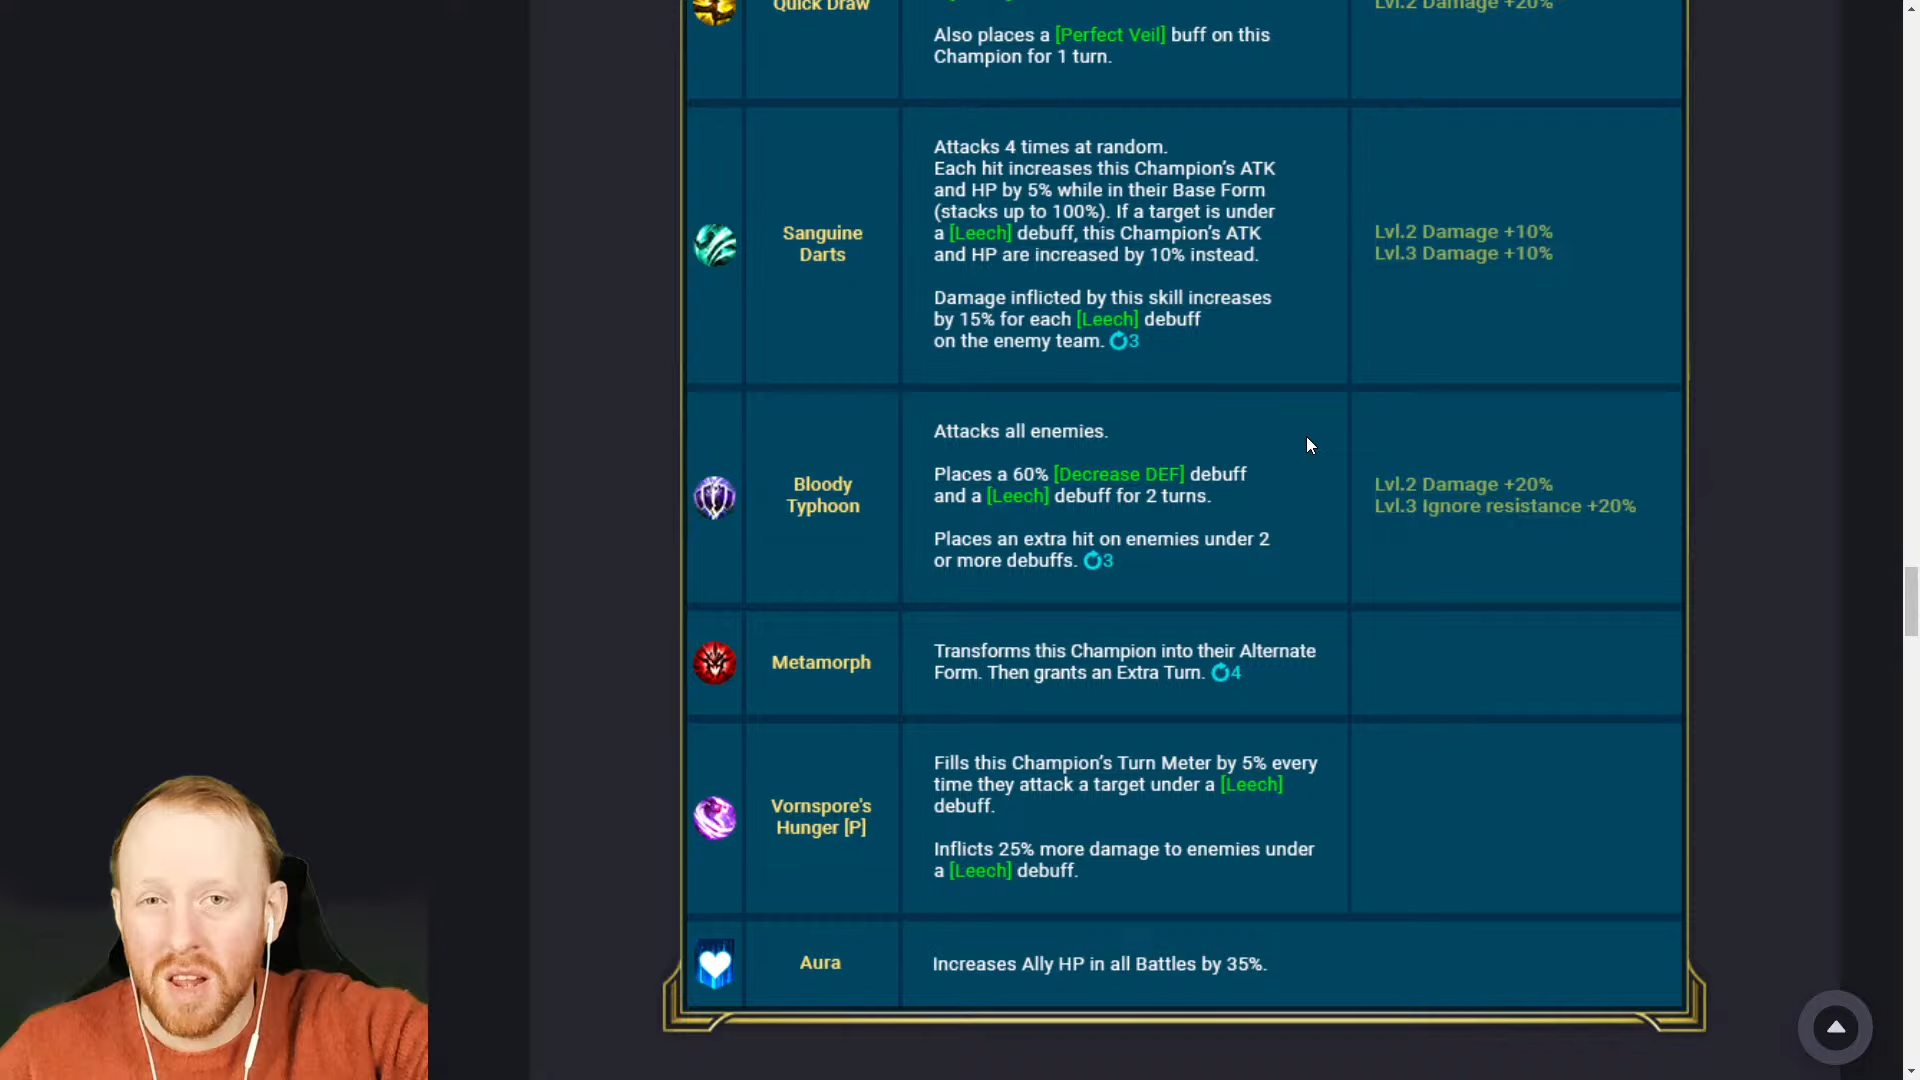 Quick Draw
Lvl.2 Damage +20%
Also places a [Perfect Veil] buff on this
Champion for 1 turn.
Sanguine
Darts
Attacks 4 times at random.
Each hit increases this Champion's ATK
and HP by 5% while in their Base Form
(stacks up to 100%). If a target is under
a [Leech] debuff, this Champion's ATK
and HP are increased by 10% instead.
Damage inflicted by this skill increases
by 15% for each [Leech] debuff
on the enemy team. 3
Lvl.2 Damage +10%
Lvl.3 Damage +10%
Bloody
Typhoon
Attacks all enemies.
Places a 60% [Decrease DEF] debuff
and a [Leech] debuff for 2 turns.
Places an extra hit on enemies under 2
or more debuffs. 3
Lvl.2 Damage +20%
Lvl.3 Ignore resistance +20%
Metamorph
Transforms this Champion into their Alternate
Form. Then grants an Extra Turn. 4
Vornspore's
Hunger [P]
Fills this Champion's Turn Meter by 5% every
time they attack a target under a [Leech]
debuff.
Inflicts 25% more damage to enemies under
a [Leech] debuff.
Aura
Increases Ally HP in all Battles by 35%.